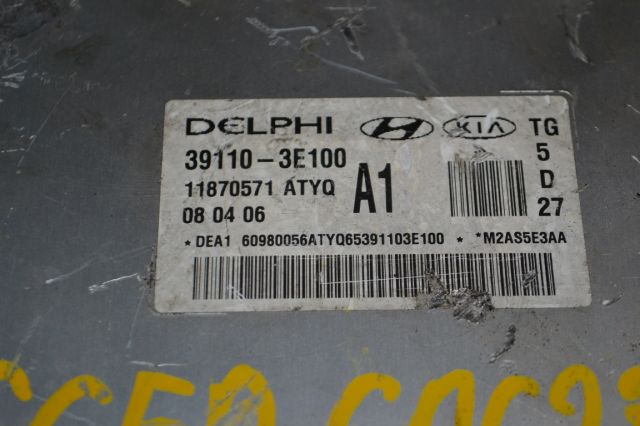 DELPHI KIA TG
39110-3E100 5
11870571 ATYQ A1 D
08 04 06 27
*DEA1 60980056ATYQ65391103E100 * *M2AS5E3AA